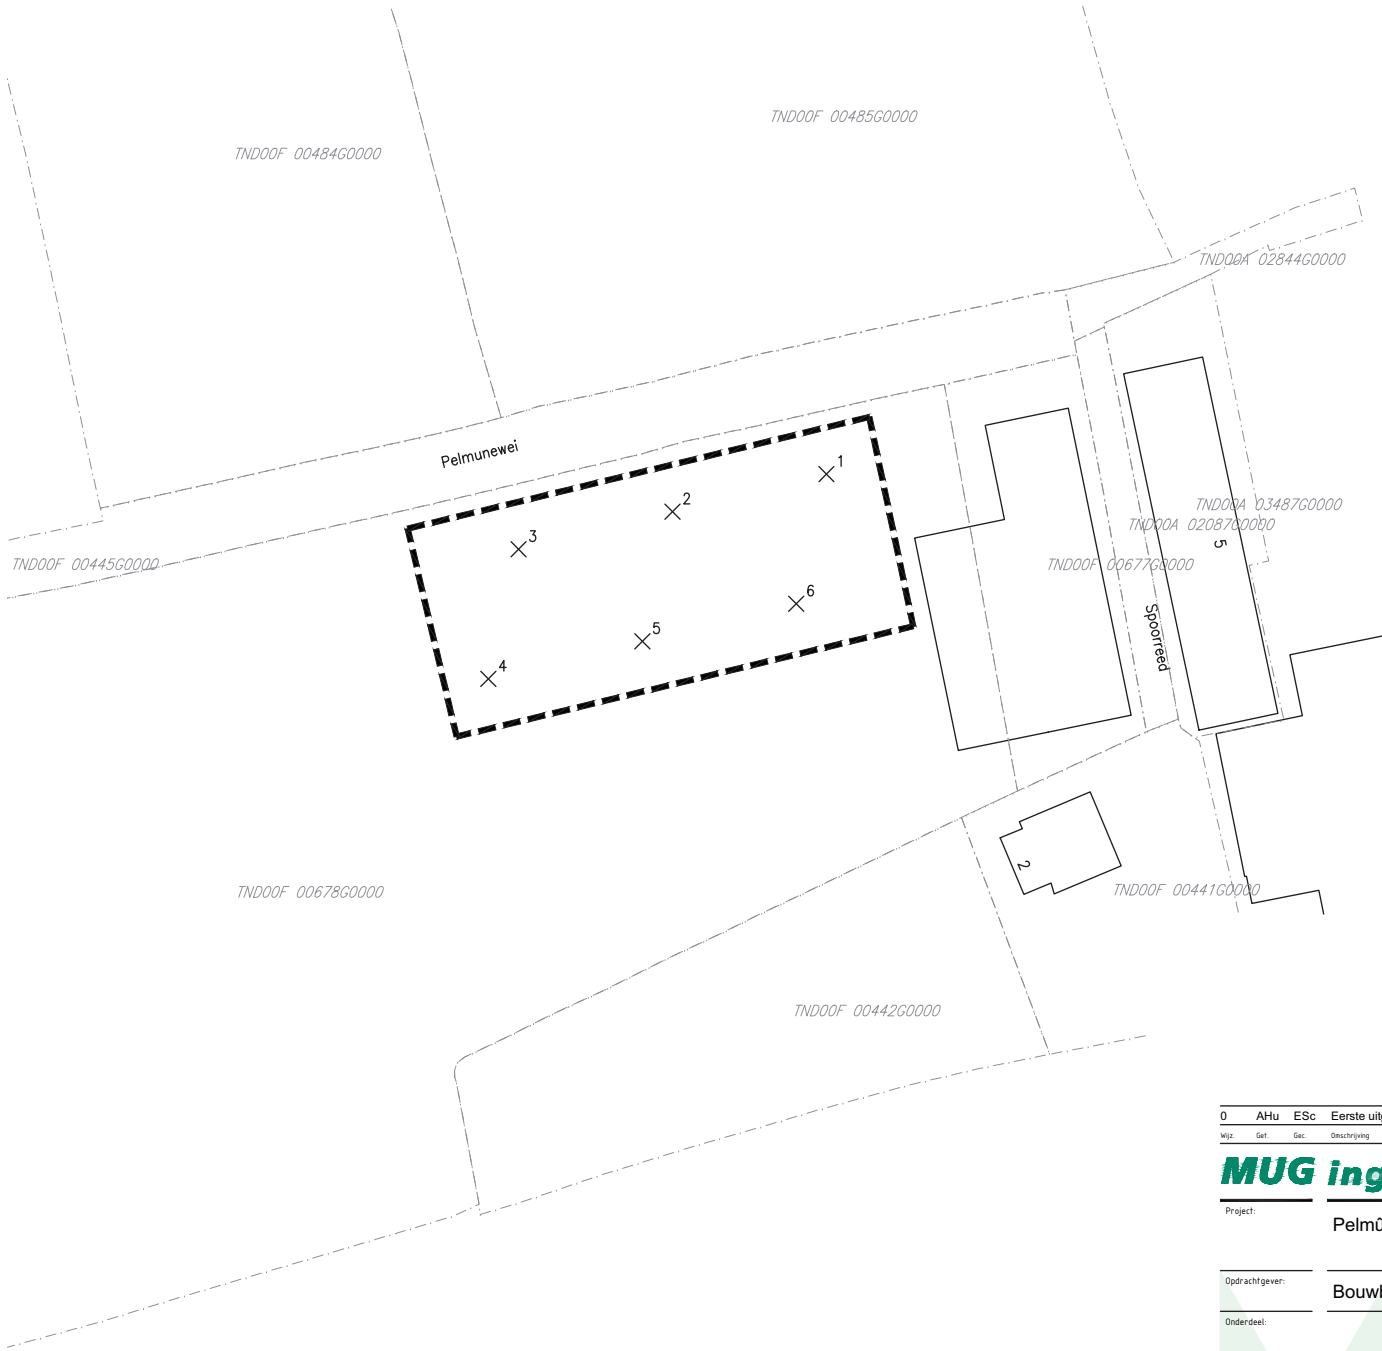 TND00F 00485G0000
TND00F 00484G0000
TND00A 02844G0000
Pelmunewei
1
2
3
TND00A 03487G0000
TND00A 02087G0000
5
TND00F 00445G0000
TND00F 00677G0000
6
5
Spoorreed
4
2
TND00F 00678G0000
TND00F 00441G0000
TND00F 00442G0000
0 AHu ESc Eerste
Wijz. Get. Gec. Omschrijving
MUG ing
Project:
Pelmû
Opdrachtgever:
Bouwb
Onderdeel: